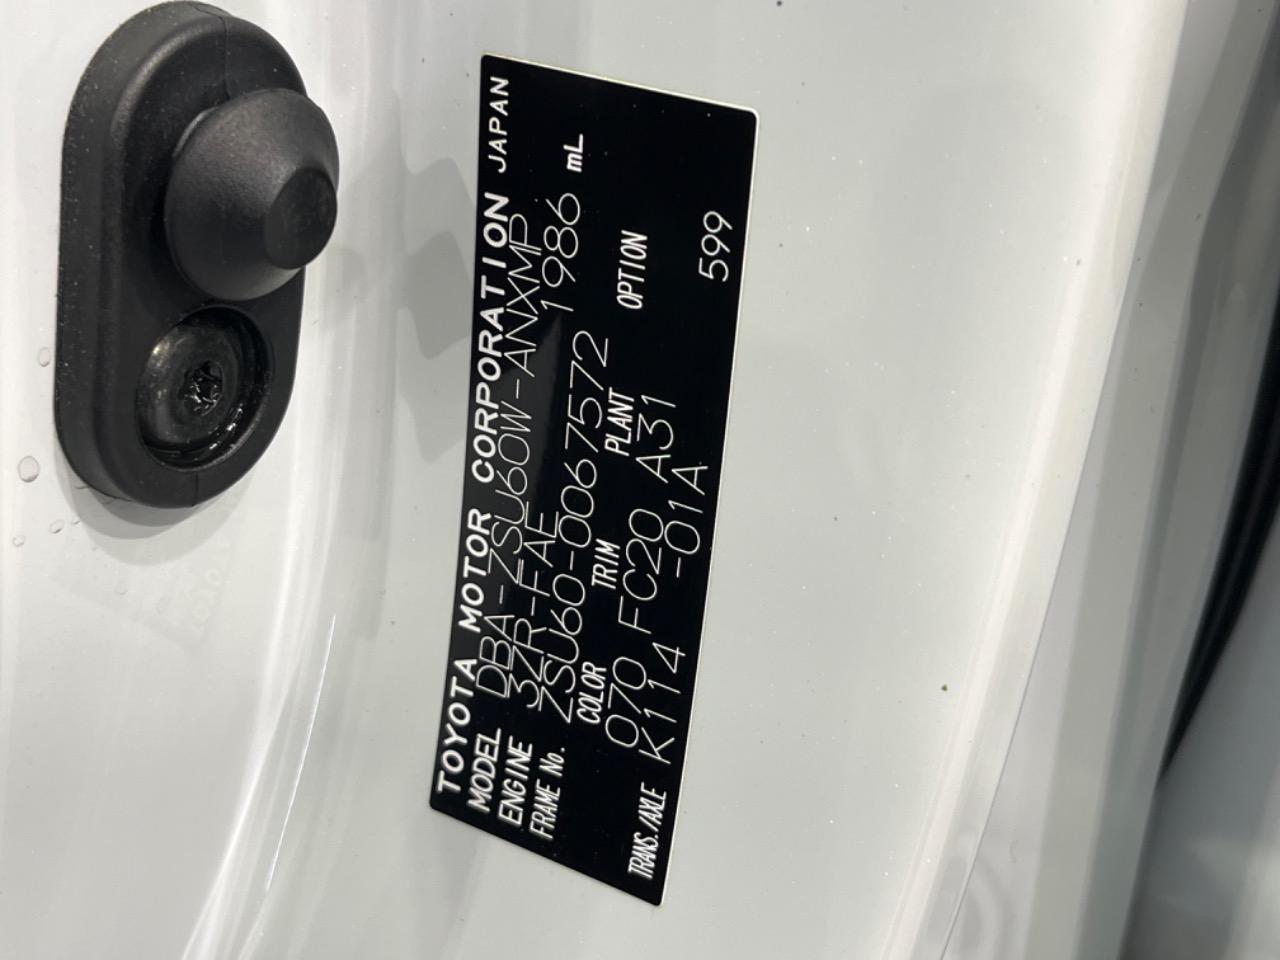 TOYOTA MOTOR CORPORATION JAPAN
MODEL DBA-ZSU60W-ANXMP
ENGINE 3ZR-FAE 1986 mL
FRAME No. ZSU60-0067572
COLOR TRIM PLANT OPTION
070 FC20 A31
TRANS./AXLE K114 -01A 599